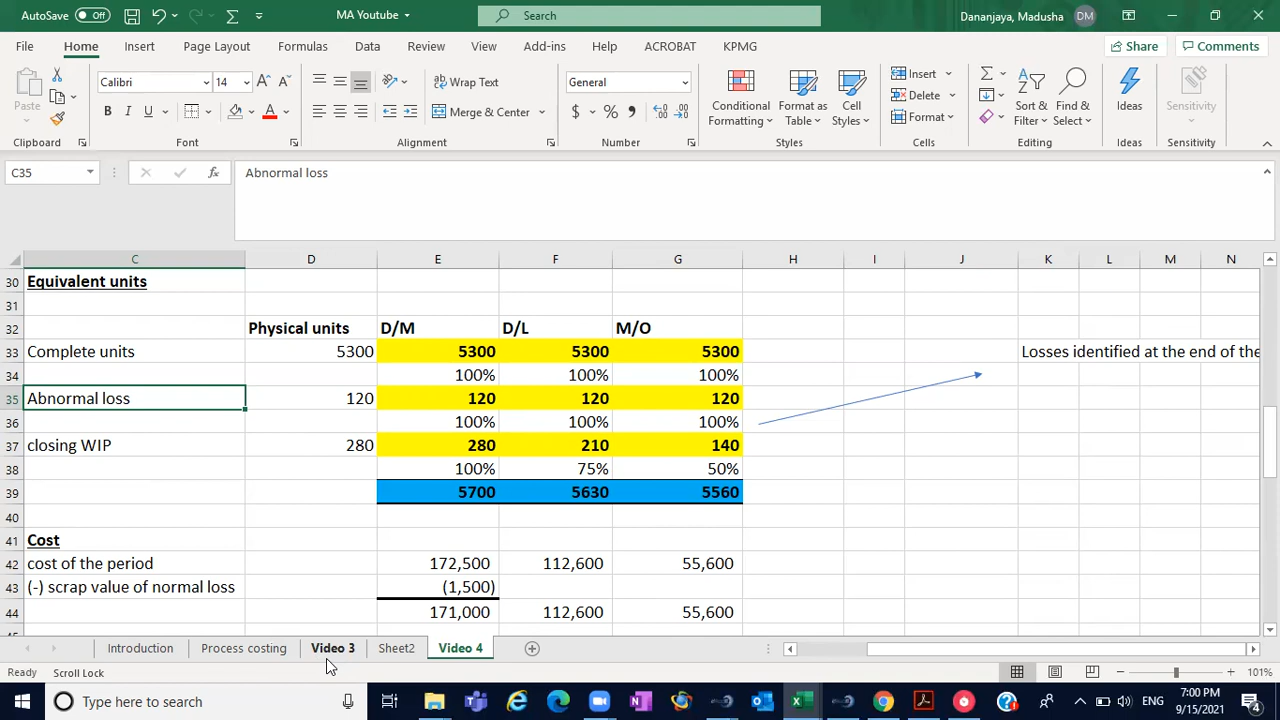 AutoSave Off MA Youtube Search Dananjaya, Madusha DM
File Home Insert Page Layout Formulas Data Review View Add-ins Help ACROBAT KPMG Share Comments
Paste Calibri 14 A A Wrap Text General Conditional Formatting Format as Table Cell Styles Insert Delete Format Sort & Filter Find & Select Ideas Sensitivity
B I U A Merge & Center $ %
Clipboard Font Alignment Number Styles Cells Editing Ideas Sensitivity
C35 fx Abnormal loss
C D E F G H I J K L M N
30 Equivalent units
31
32 Physical units D/M D/L M/O
33 Complete units 5300 5300 5300 5300 Losses identified at the end of the
34 100% 100% 100%
35 Abnormal loss 120 120 120 120
36 100% 100% 100%
37 closing WIP 280 280 210 140
38 100% 75% 50%
39 5700 5630 5560
40
41 Cost
42 cost of the period 172,500 112,600 55,600
43 (-) scrap value of normal loss (1,500)
44 171,000 112,600 55,600
Introduction Process costing Video 3 Sheet2 Video 4
Ready Scroll Lock 101%
Type here to search ENG 7:00 PM 9/15/2021 4